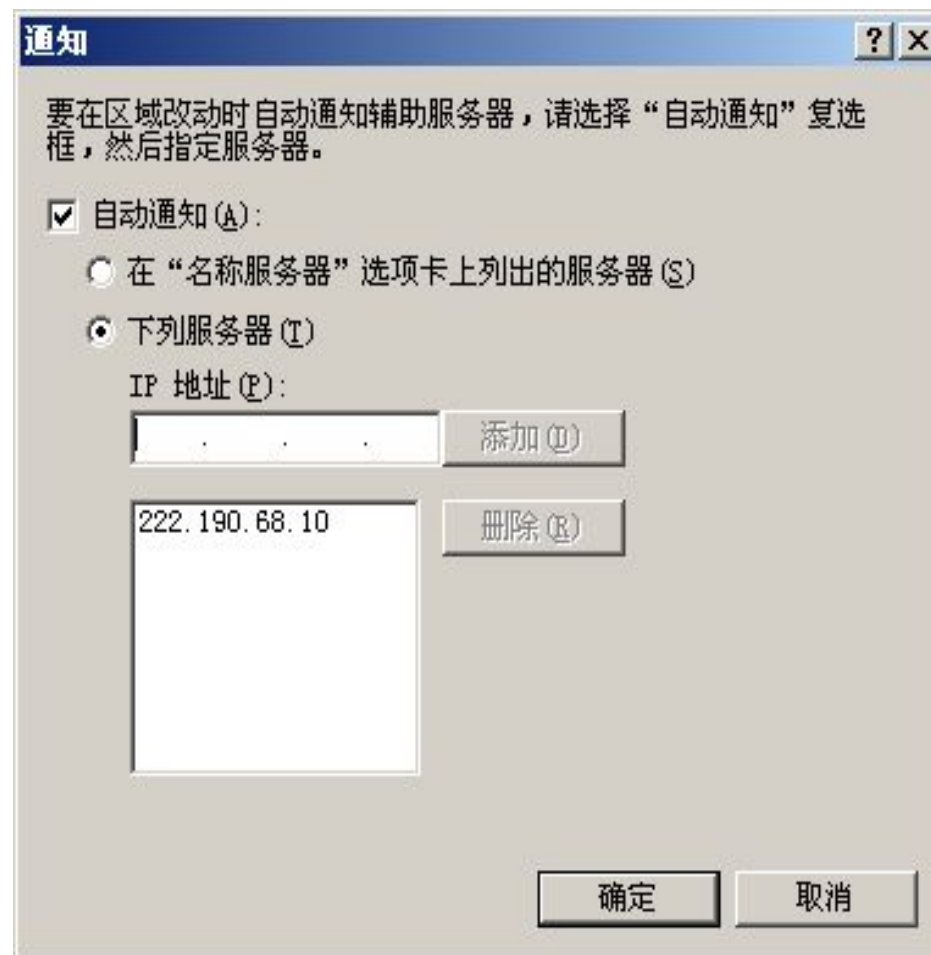 通知
要在区域改动时自动通知辅助服务器，请选择“自动通知”复选
框，然后指定服务器。
自动通知(A):
在“名称服务器”选项卡上列出的服务器(S)
下列服务器(T)
IP 地址(P):
添加(D)
222.190.68.10
删除(R)
确定
取消